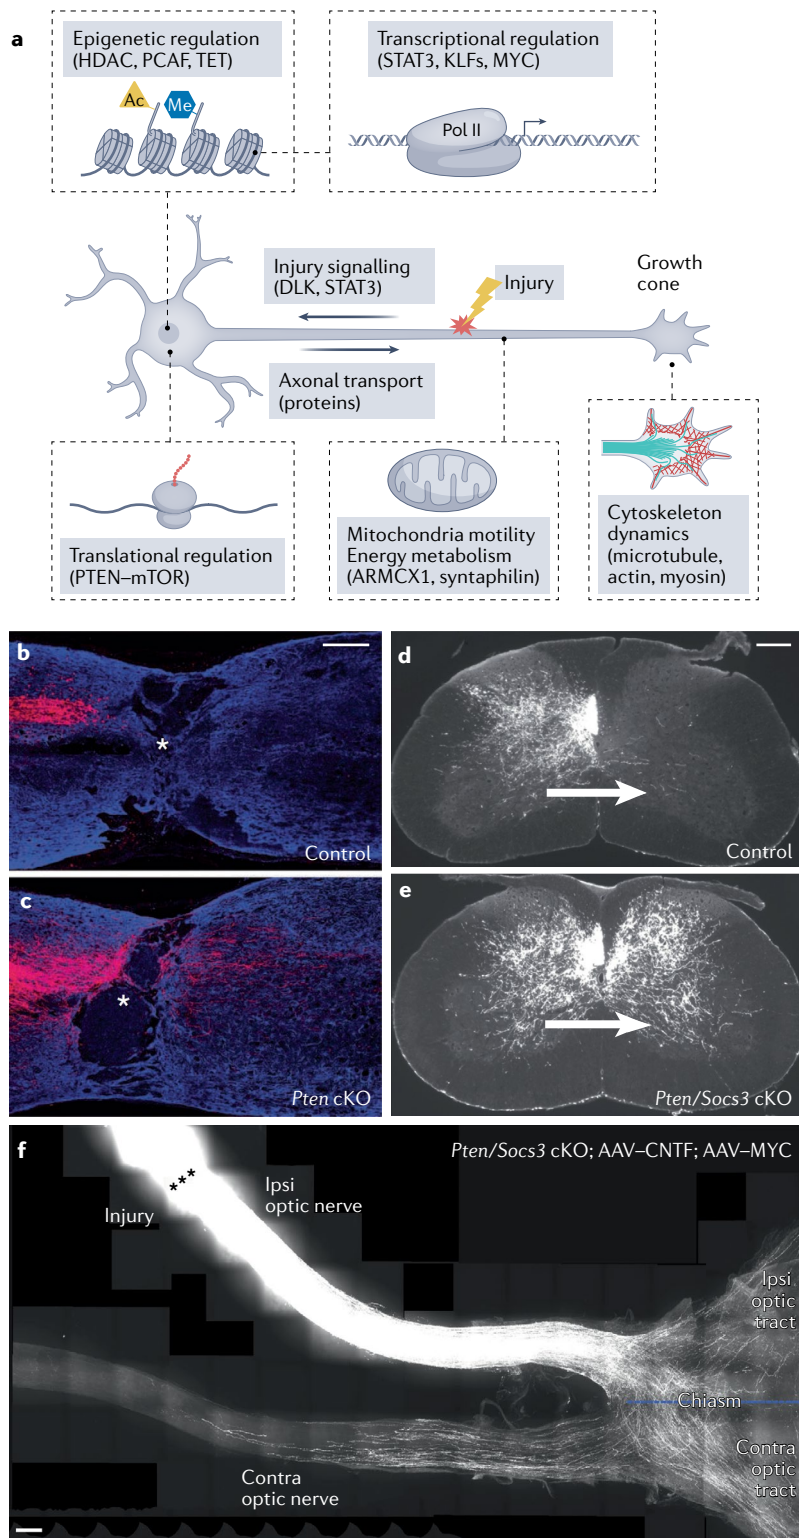 a
Epigenetic regulation
(HDAC, PCAF, TET)
Ac
Me
Transcriptional regulation
(STAT3, KLFs, MYC)
Pol II
Injury signalling
(DLK, STAT3)
Injury
Growth
cone
Axonal transport
(proteins)
Translational regulation
(PTEN–mTOR)
Mitochondria motility
Energy metabolism
(ARMCX1, syntaphilin)
Cytoskeleton
dynamics
(microtubule,
actin, myosin)
b
*
Control
c
*
Pten cKO
d
Control
e
Pten/Socs3 cKO
f
Pten/Socs3 cKO; AAV–CNTF; AAV–MYC
***
Injury
Ipsi
optic nerve
Ipsi
optic
tract
Chiasm
Contra
optic
tract
Contra
optic nerve